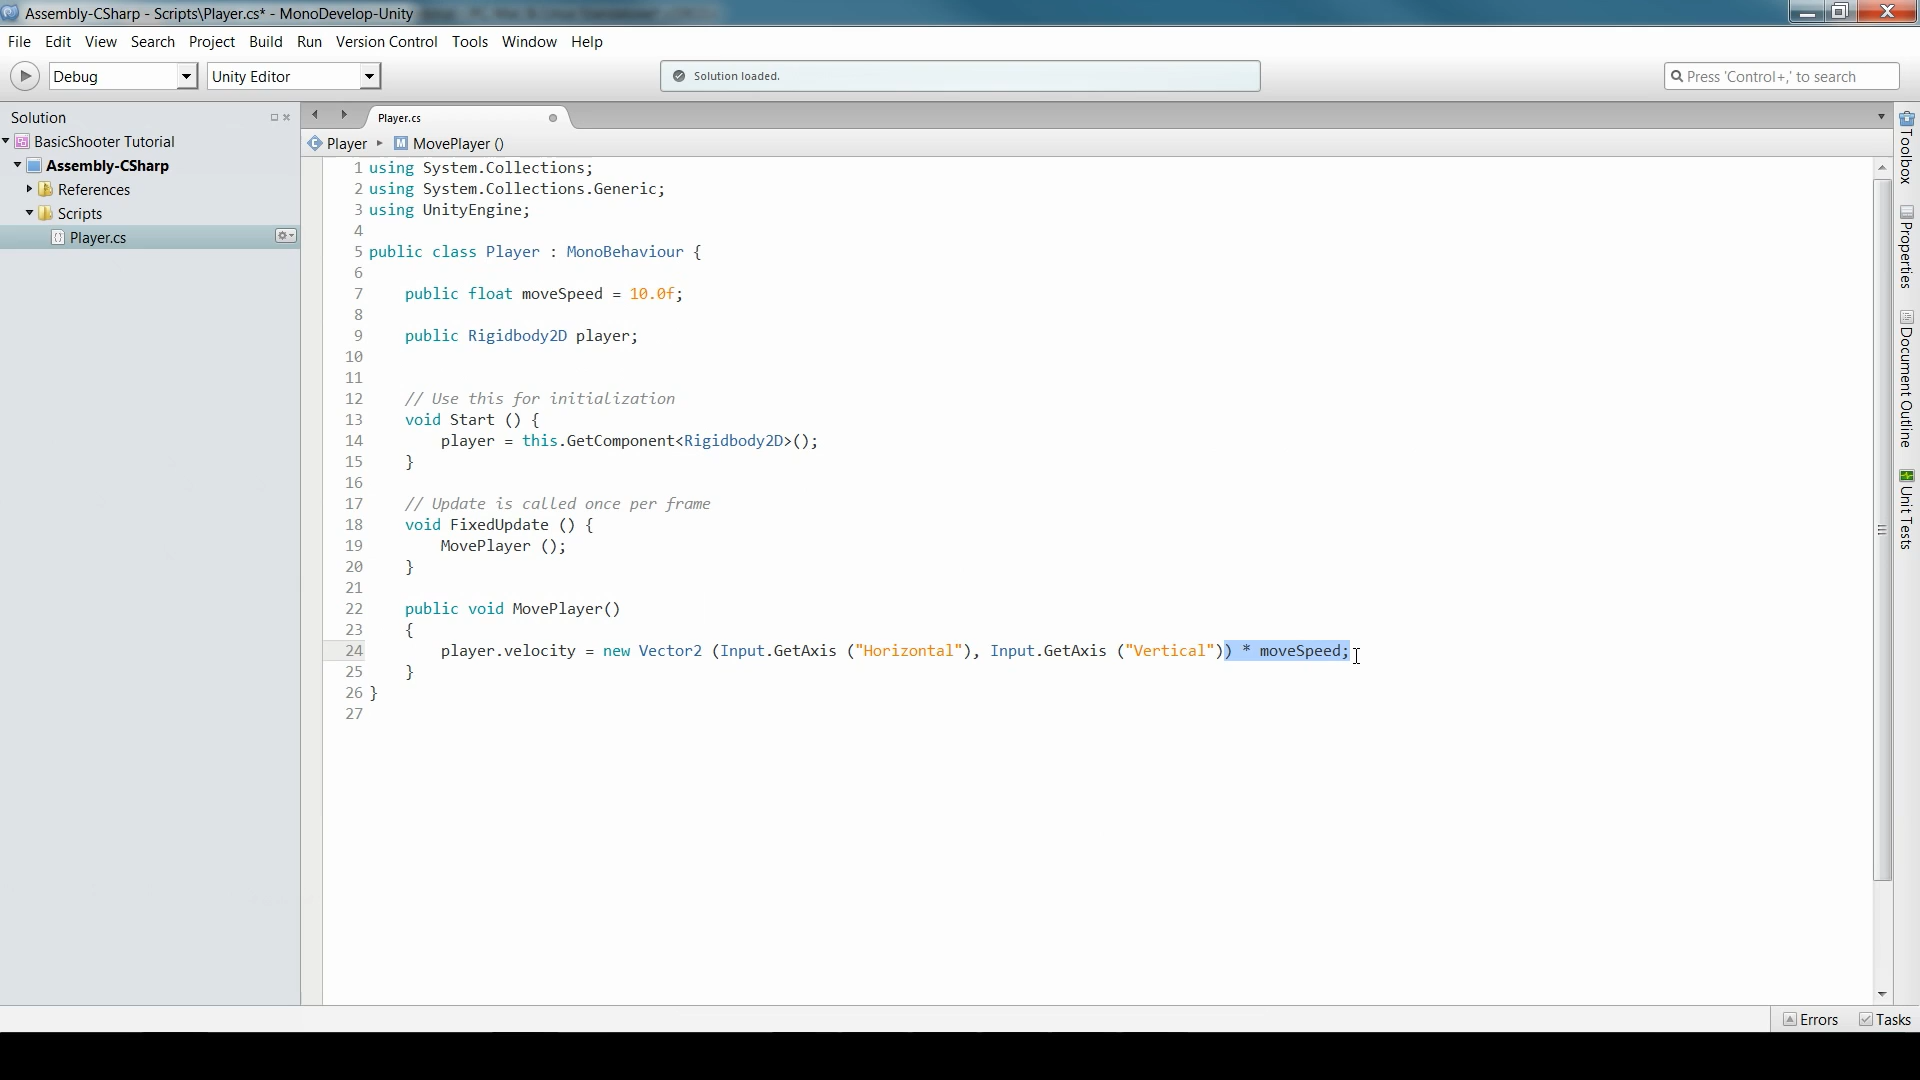 Assembly-CSharp - Scripts\Player.cs* - MonoDevelop-Unity
File Edit View Search Project Build Run Version Control Tools Window Help
Debug Unity Editor Solution loaded. Press 'Control+,' to search
Solution
BasicShooter Tutorial
Assembly-CSharp
References
Scripts
Player.cs
Player.cs
Player MovePlayer ()
1 using System.Collections;
2 using System.Collections.Generic;
3 using UnityEngine;
4
5 public class Player : MonoBehaviour {
6
7 public float moveSpeed = 10.0f;
8
9 public Rigidbody2D player;
10
11
12 // Use this for initialization
13 void Start () {
14 player = this.GetComponent<Rigidbody2D>();
15 }
16
17 // Update is called once per frame
18 void FixedUpdate () {
19 MovePlayer ();
20 }
21
22 public void MovePlayer()
23 {
24 player.velocity = new Vector2 (Input.GetAxis ("Horizontal"), Input.GetAxis ("Vertical")) * moveSpeed;
25 }
26 }
27
Toolbox
Properties
Document Outline
Unit Tests
Errors Tasks